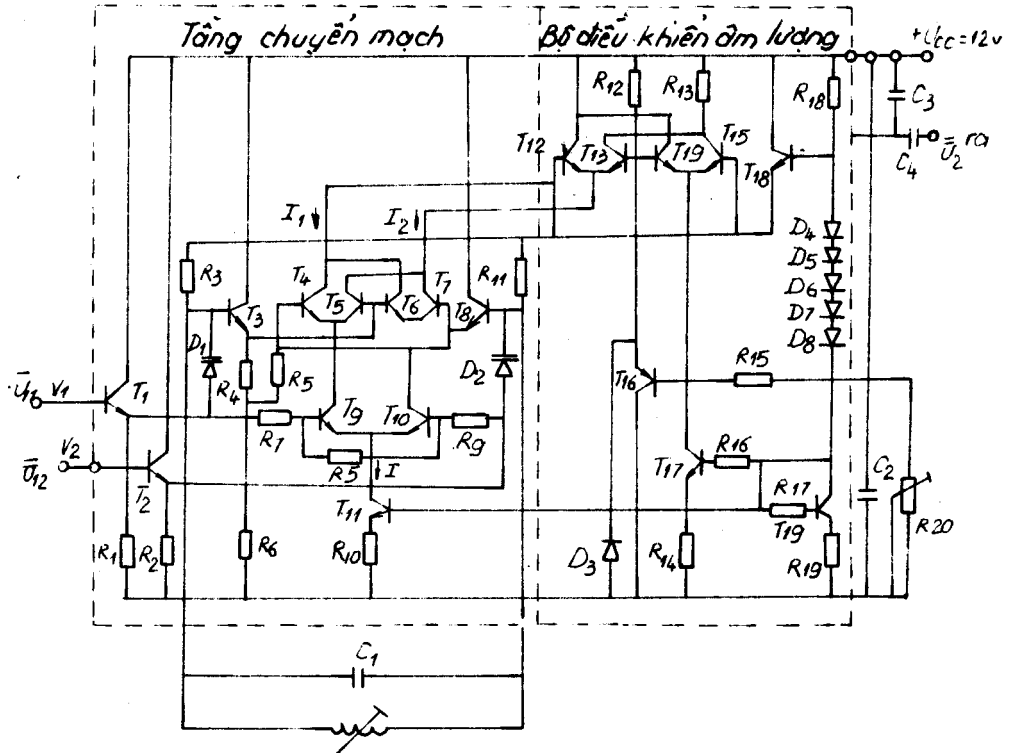 Tầng chuyển mạch
Bộ điều khiển âm lượng
+UCC=12V
R12
R13
R18
C3
T12
T13
T19
T15
T18
C4
Ū2 ra
I1
I2
D4
D5
D6
D7
D8
R3
T4
T5
T6
T7
R11
T3
T8
D1
R4
R5
D2
T16
R15
Ū11
V1
T1
R7
T9
T10
R9
V2
Ū12
T2
R5
I
T17
R16
R17
C2
T11
T19
R20
R1
R2
R6
R10
D3
R14
R19
C1